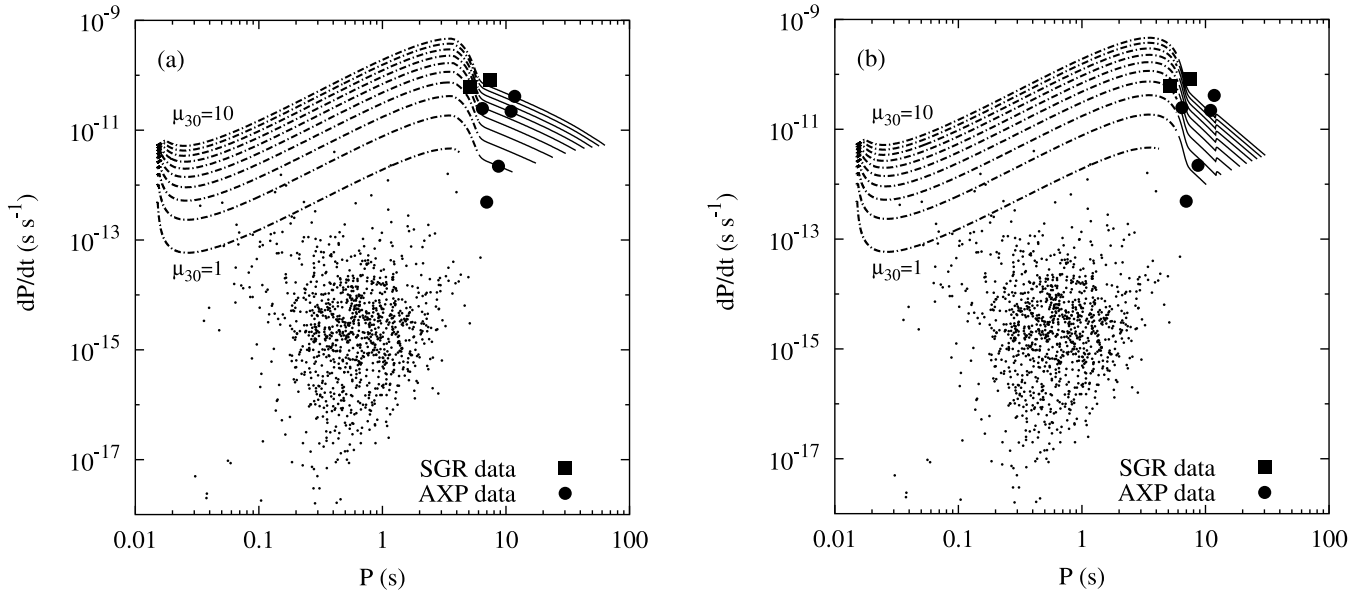 (a)
dP/dt (s s⁻¹)
10⁻⁹
10⁻¹¹
10⁻¹³
10⁻¹⁵
10⁻¹⁷
μ₃₀=10
μ₃₀=1
SGR data
AXP data
0.01 0.1 1 10 100
P (s)
(b)
dP/dt (s s⁻¹)
10⁻⁹
10⁻¹¹
10⁻¹³
10⁻¹⁵
10⁻¹⁷
μ₃₀=10
μ₃₀=1
SGR data
AXP data
0.01 0.1 1 10 100
P (s)